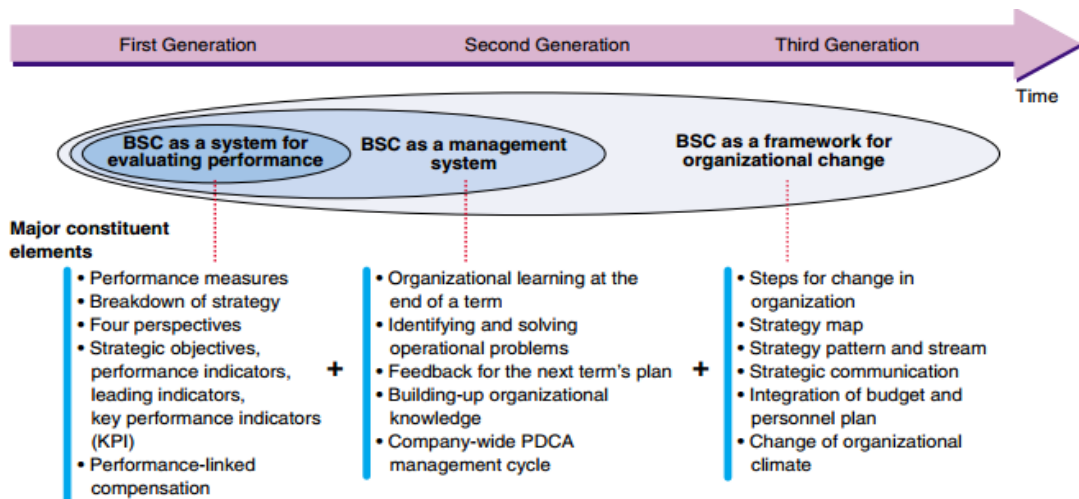 First Generation
Second Generation
Third Generation
Time
BSC as a system for
evaluating performance
BSC as a management
system
BSC as a framework for
organizational change
Major constituent
elements
• Performance measures
• Breakdown of strategy
• Four perspectives
• Strategic objectives,
performance indicators,
leading indicators,
key performance indicators
(KPI)
• Performance-linked
compensation
+
• Organizational learning at the
end of a term
• Identifying and solving
operational problems
• Feedback for the next term's plan
• Building-up organizational
knowledge
• Company-wide PDCA
management cycle
+
• Steps for change in
organization
• Strategy map
• Strategy pattern and stream
• Strategic communication
• Integration of budget and
personnel plan
• Change of organizational
climate